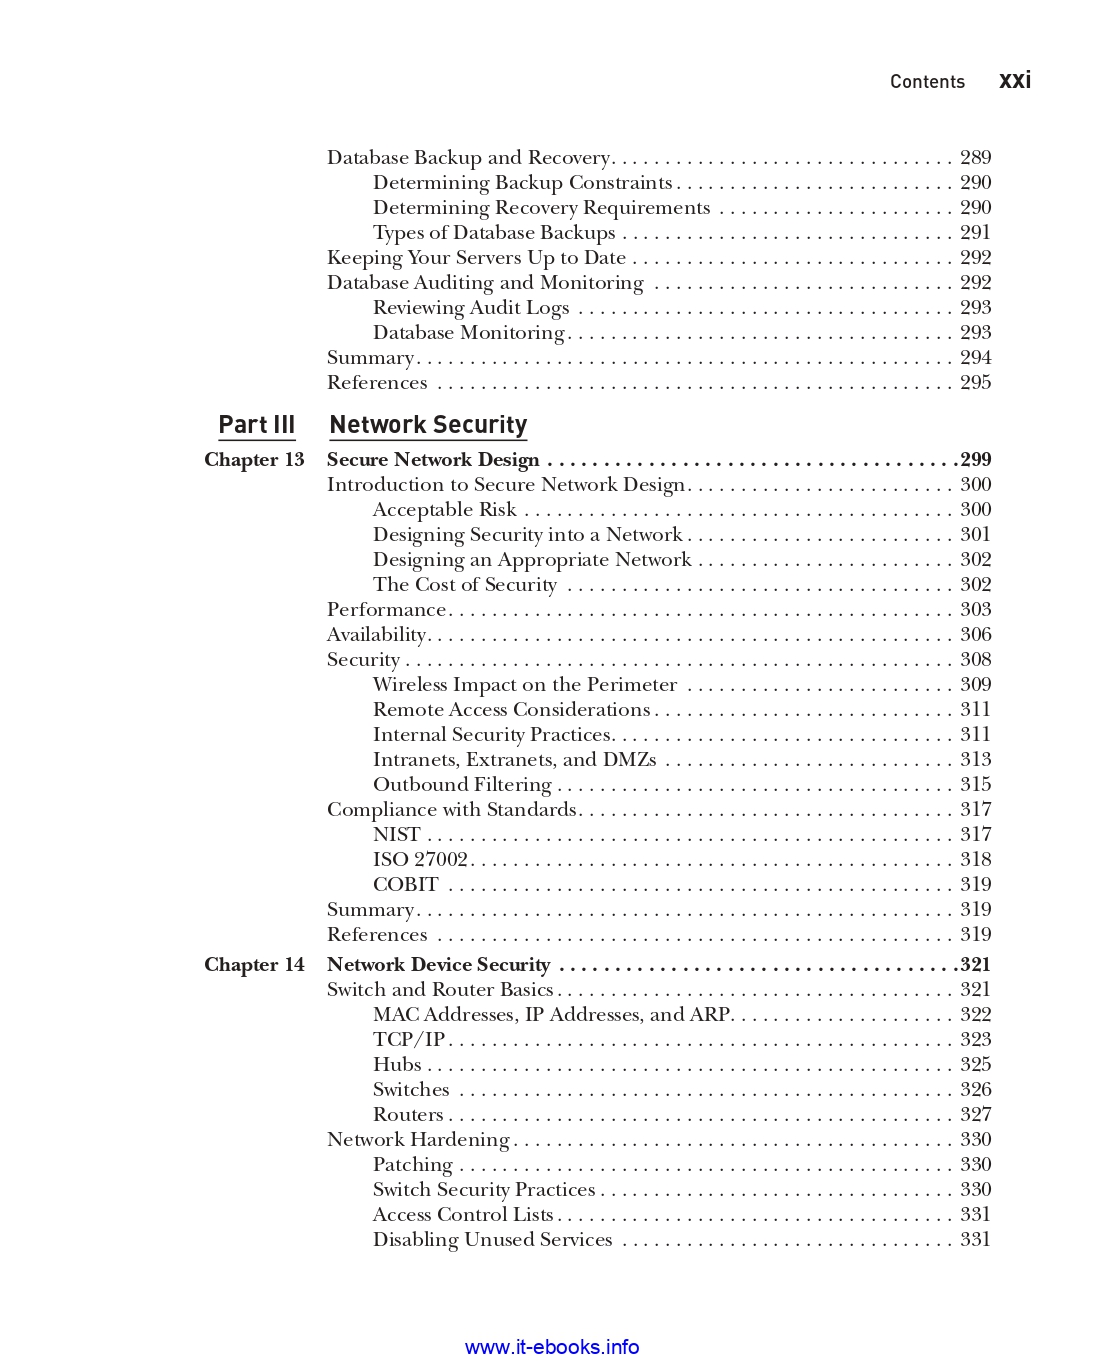 Contents xxi
Database Backup and Recovery. . . . . . . . . . . . . . . . . . . . . . . . . . . . . . . . 289
Determining Backup Constraints . . . . . . . . . . . . . . . . . . . . . . . . . . 290
Determining Recovery Requirements . . . . . . . . . . . . . . . . . . . . . . 290
Types of Database Backups . . . . . . . . . . . . . . . . . . . . . . . . . . . . . . . 291
Keeping Your Servers Up to Date . . . . . . . . . . . . . . . . . . . . . . . . . . . . . . 292
Database Auditing and Monitoring . . . . . . . . . . . . . . . . . . . . . . . . . . . . 292
Reviewing Audit Logs . . . . . . . . . . . . . . . . . . . . . . . . . . . . . . . . . . . 293
Database Monitoring. . . . . . . . . . . . . . . . . . . . . . . . . . . . . . . . . . . . 293
Summary. . . . . . . . . . . . . . . . . . . . . . . . . . . . . . . . . . . . . . . . . . . . . . . . . . 294
References . . . . . . . . . . . . . . . . . . . . . . . . . . . . . . . . . . . . . . . . . . . . . . . . 295
Part III Network Security
Chapter 13 Secure Network Design . . . . . . . . . . . . . . . . . . . . . . . . . . . . . . . . . . . . .299
Introduction to Secure Network Design. . . . . . . . . . . . . . . . . . . . . . . . . 300
Acceptable Risk . . . . . . . . . . . . . . . . . . . . . . . . . . . . . . . . . . . . . . . . 300
Designing Security into a Network . . . . . . . . . . . . . . . . . . . . . . . . . 301
Designing an Appropriate Network . . . . . . . . . . . . . . . . . . . . . . . . 302
The Cost of Security . . . . . . . . . . . . . . . . . . . . . . . . . . . . . . . . . . . . 302
Performance. . . . . . . . . . . . . . . . . . . . . . . . . . . . . . . . . . . . . . . . . . . . . . . 303
Availability. . . . . . . . . . . . . . . . . . . . . . . . . . . . . . . . . . . . . . . . . . . . . . . . . 306
Security . . . . . . . . . . . . . . . . . . . . . . . . . . . . . . . . . . . . . . . . . . . . . . . . . . . 308
Wireless Impact on the Perimeter . . . . . . . . . . . . . . . . . . . . . . . . . 309
Remote Access Considerations . . . . . . . . . . . . . . . . . . . . . . . . . . . . 311
Internal Security Practices. . . . . . . . . . . . . . . . . . . . . . . . . . . . . . . . 311
Intranets, Extranets, and DMZs . . . . . . . . . . . . . . . . . . . . . . . . . . . 313
Outbound Filtering . . . . . . . . . . . . . . . . . . . . . . . . . . . . . . . . . . . . . 315
Compliance with Standards. . . . . . . . . . . . . . . . . . . . . . . . . . . . . . . . . . . 317
NIST . . . . . . . . . . . . . . . . . . . . . . . . . . . . . . . . . . . . . . . . . . . . . . . . . 317
ISO 27002. . . . . . . . . . . . . . . . . . . . . . . . . . . . . . . . . . . . . . . . . . . . . 318
COBIT . . . . . . . . . . . . . . . . . . . . . . . . . . . . . . . . . . . . . . . . . . . . . . . 319
Summary. . . . . . . . . . . . . . . . . . . . . . . . . . . . . . . . . . . . . . . . . . . . . . . . . . 319
References . . . . . . . . . . . . . . . . . . . . . . . . . . . . . . . . . . . . . . . . . . . . . . . . 319
Chapter 14 Network Device Security . . . . . . . . . . . . . . . . . . . . . . . . . . . . . . . . . . . .321
Switch and Router Basics . . . . . . . . . . . . . . . . . . . . . . . . . . . . . . . . . . . . . 321
MAC Addresses, IP Addresses, and ARP. . . . . . . . . . . . . . . . . . . . . 322
TCP/IP . . . . . . . . . . . . . . . . . . . . . . . . . . . . . . . . . . . . . . . . . . . . . . . 323
Hubs . . . . . . . . . . . . . . . . . . . . . . . . . . . . . . . . . . . . . . . . . . . . . . . . . 325
Switches . . . . . . . . . . . . . . . . . . . . . . . . . . . . . . . . . . . . . . . . . . . . . . 326
Routers . . . . . . . . . . . . . . . . . . . . . . . . . . . . . . . . . . . . . . . . . . . . . . . 327
Network Hardening . . . . . . . . . . . . . . . . . . . . . . . . . . . . . . . . . . . . . . . . . 330
Patching . . . . . . . . . . . . . . . . . . . . . . . . . . . . . . . . . . . . . . . . . . . . . . 330
Switch Security Practices . . . . . . . . . . . . . . . . . . . . . . . . . . . . . . . . . 330
Access Control Lists . . . . . . . . . . . . . . . . . . . . . . . . . . . . . . . . . . . . . 331
Disabling Unused Services . . . . . . . . . . . . . . . . . . . . . . . . . . . . . . . 331
www.it-ebooks.info